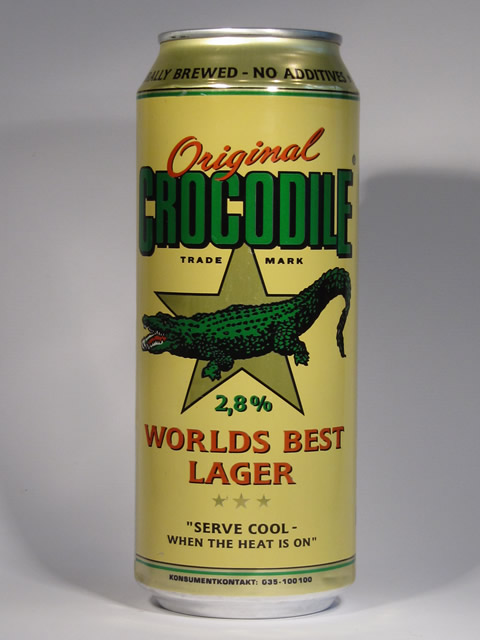 ALLY BREWED - NO ADDITIVES
Original
CROCODILE®
TRADE MARK
2,8%
WORLDS BEST
LAGER
"SERVE COOL -
WHEN THE HEAT IS ON"
KONSUMENTKONTAKT: 035-100100